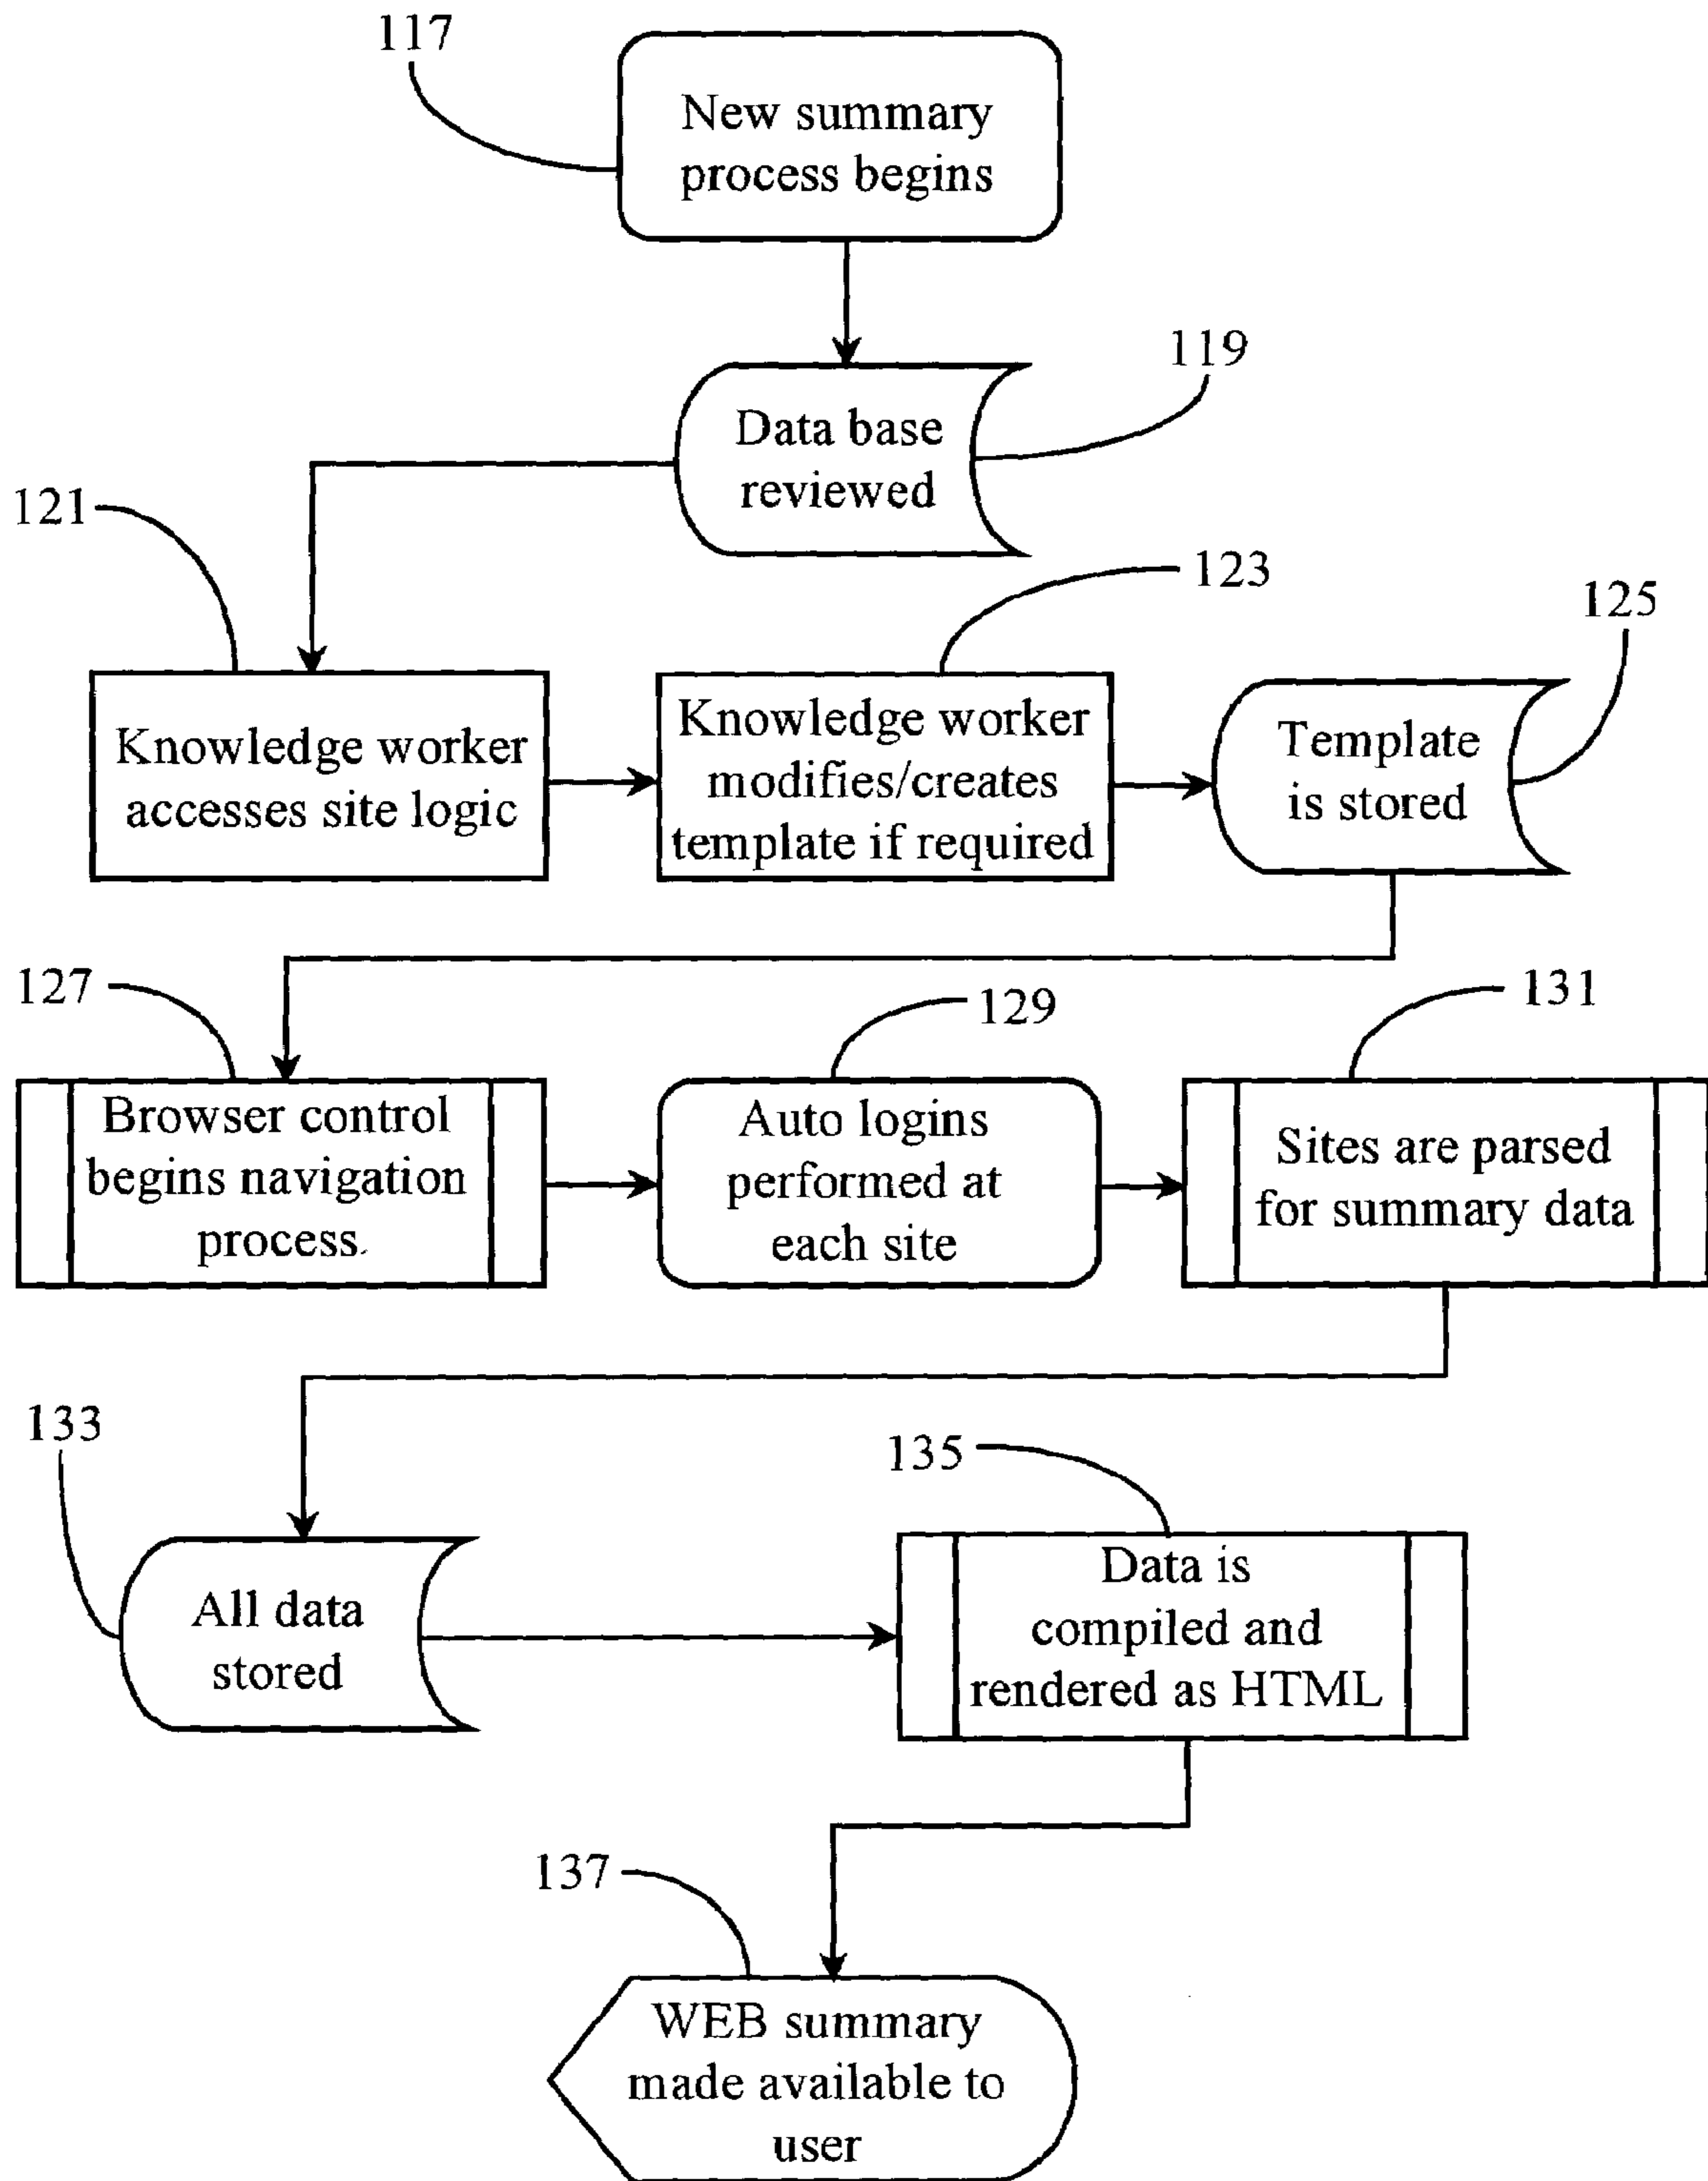 117
New summary
process begins
119
Data base
reviewed
121
123
125
Knowledge worker
accesses site logic
Knowledge worker
modifies/creates
template if required
Template
is stored
127
129
131
Browser control
begins navigation
process.
Auto logins
performed at
each site
Sites are parsed
for summary data
133
135
All data
stored
Data is
compiled and
rendered as HTML
137
WEB summary
made available to
user